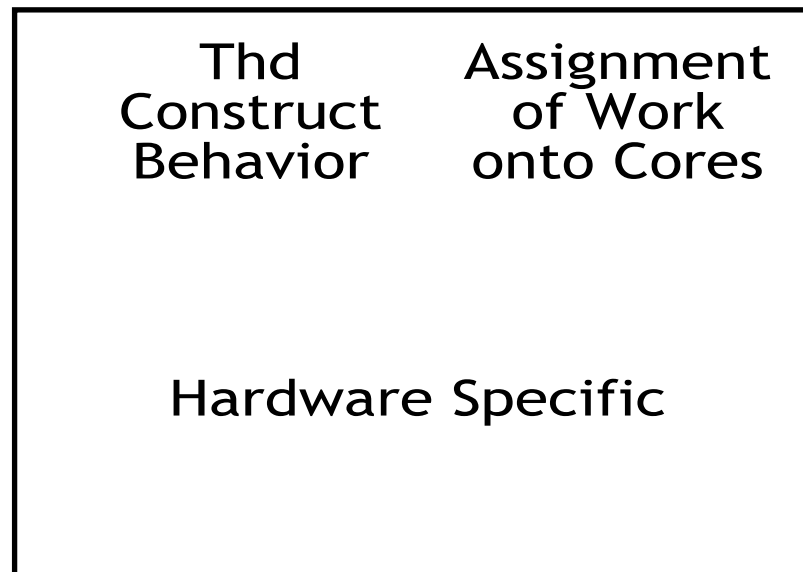 Thd
Construct
Behavior
Assignment
of Work
onto Cores
Hardware Specific